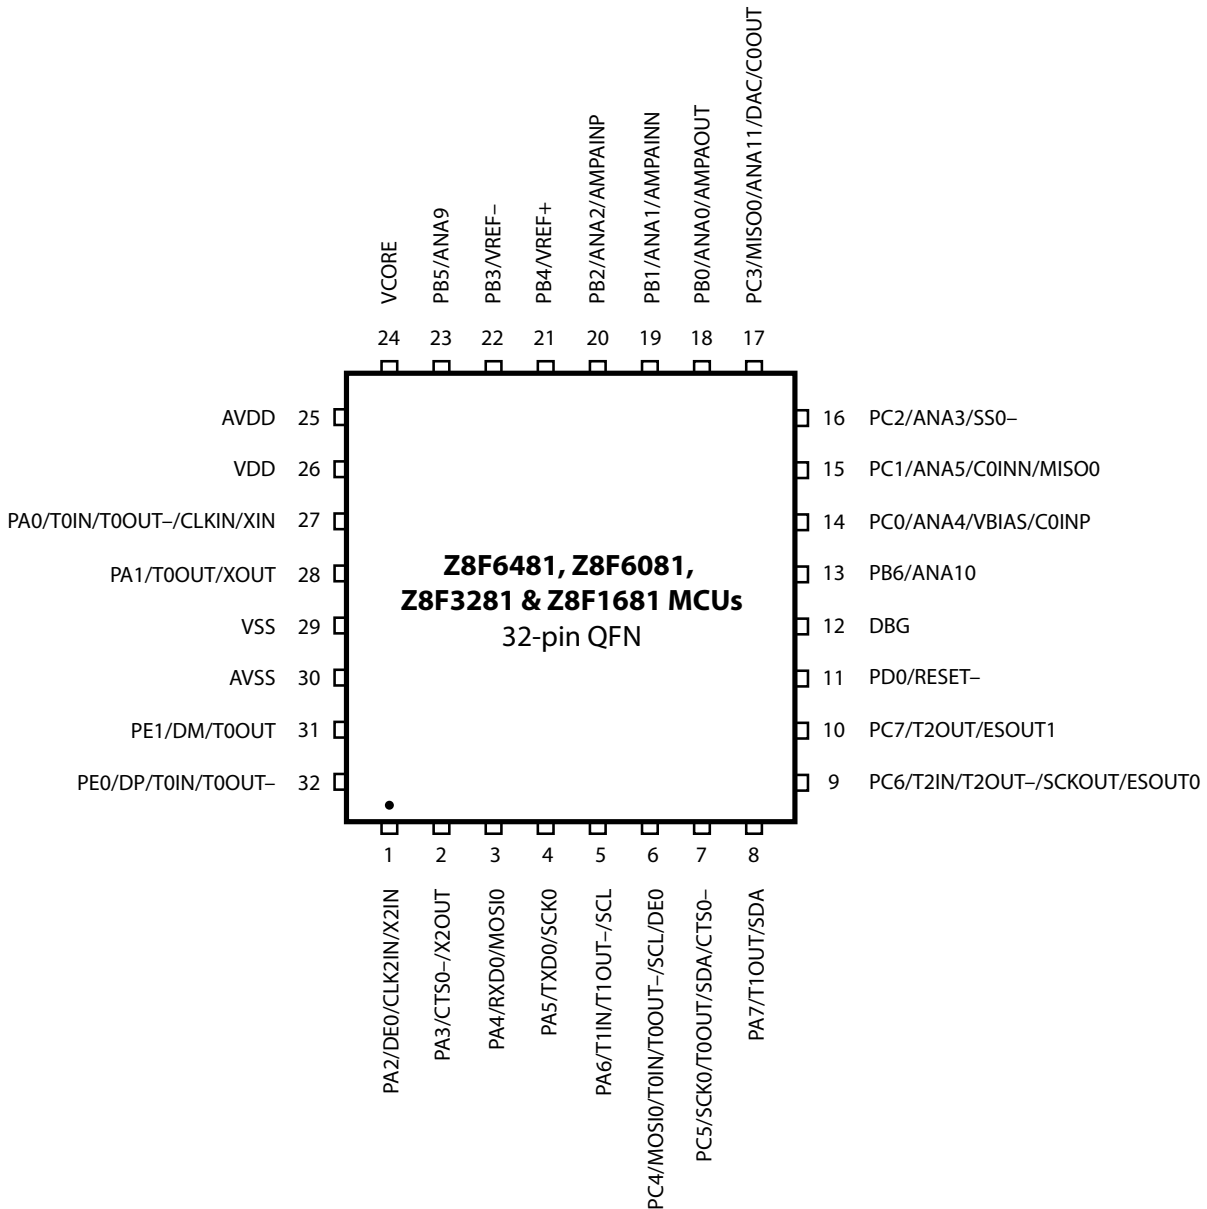 PC3/MISO0/ANA11/DAC/C0OUT
PB0/ANA0/AMPAOUT
PB1/ANA1/AMPAINN
PB2/ANA2/AMPAINP
PB4/VREF+
PB3/VREF–
PB5/ANA9
VCORE
24 23 22 21 20 19 18 17
AVDD 25
VDD 26
PA0/T0IN/T0OUT–/CLKIN/XIN 27
PA1/T0OUT/XOUT 28
VSS 29
AVSS 30
PE1/DM/T0OUT 31
PE0/DP/T0IN/T0OUT– 32
Z8F6481, Z8F6081,
Z8F3281 & Z8F1681 MCUs
32-pin QFN
16 PC2/ANA3/SS0–
15 PC1/ANA5/C0INN/MISO0
14 PC0/ANA4/VBIAS/C0INP
13 PB6/ANA10
12 DBG
11 PD0/RESET–
10 PC7/T2OUT/ESOUT1
9 PC6/T2IN/T2OUT–/SCKOUT/ESOUT0
1 2 3 4 5 6 7 8
PA2/DE0/CLK2IN/X2IN
PA3/CTS0–/X2OUT
PA4/RXD0/MOSI0
PA5/TXD0/SCK0
PA6/T1IN/T1OUT–/SCL
PC4/MOSI0/T0IN/T0OUT–/SCL/DE0
PC5/SCK0/T0OUT/SDA/CTS0–
PA7/T1OUT/SDA